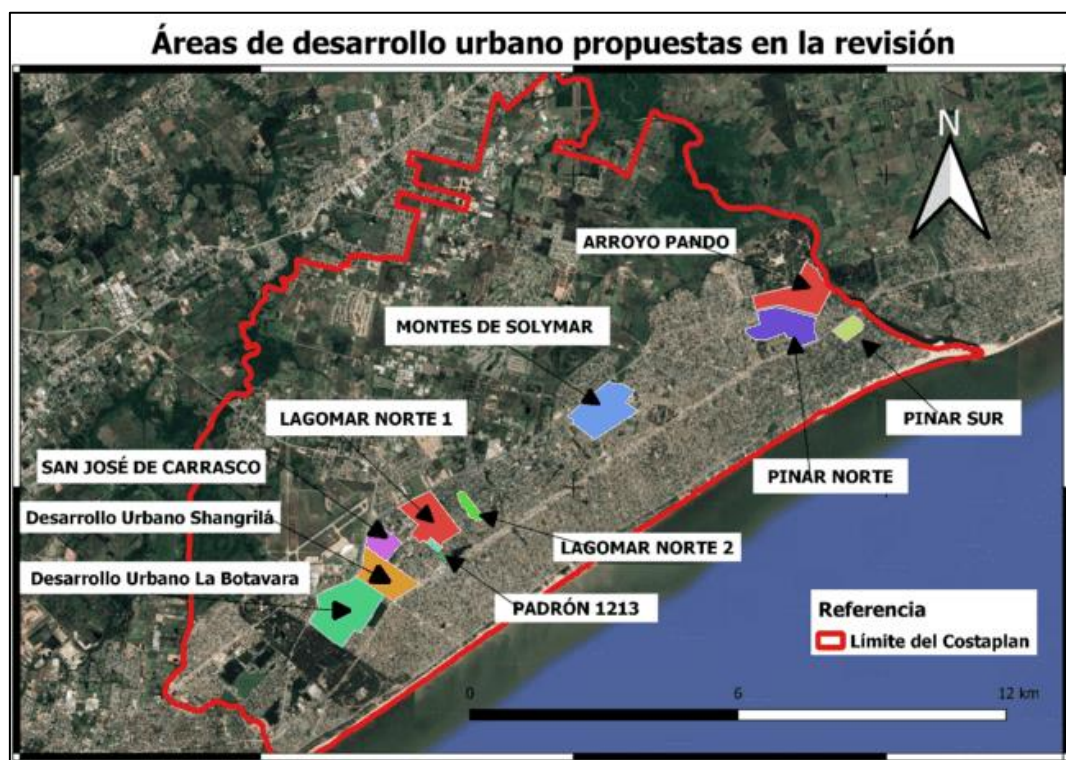 Áreas de desarrollo urbano propuestas en la revisión
N
ARROYO PANDO
MONTES DE SOLYMAR
LAGOMAR NORTE 1
PINAR SUR
SAN JOSÉ DE CARRASCO
PINAR NORTE
Desarrollo Urbano Shangrilá
LAGOMAR NORTE 2
Desarrollo Urbano La Botavara
PADRÓN 1213
Referencia
Límite del Costaplan
0 6 12 km